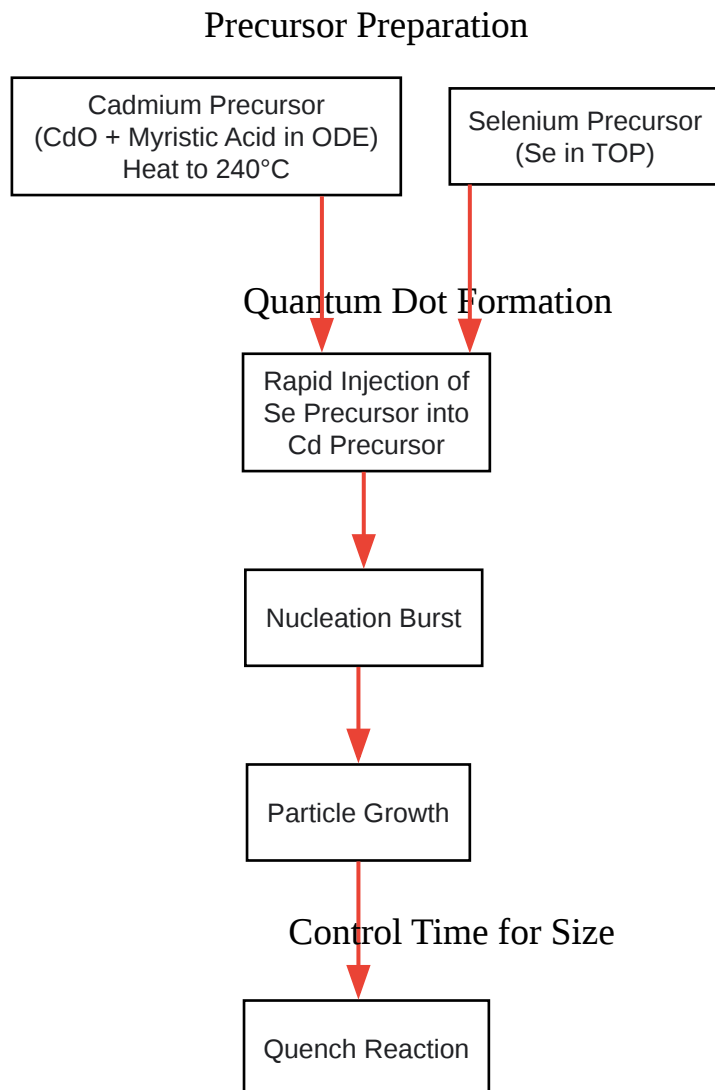 Precursor Preparation
Cadmium Precursor
(CdO + Myristic Acid in ODE)
Heat to 240°C
Selenium Precursor
(Se in TOP)
Quantum Dot Formation
Rapid Injection of
Se Precursor into
Cd Precursor
Nucleation Burst
Particle Growth
Control Time for Size
Quench Reaction